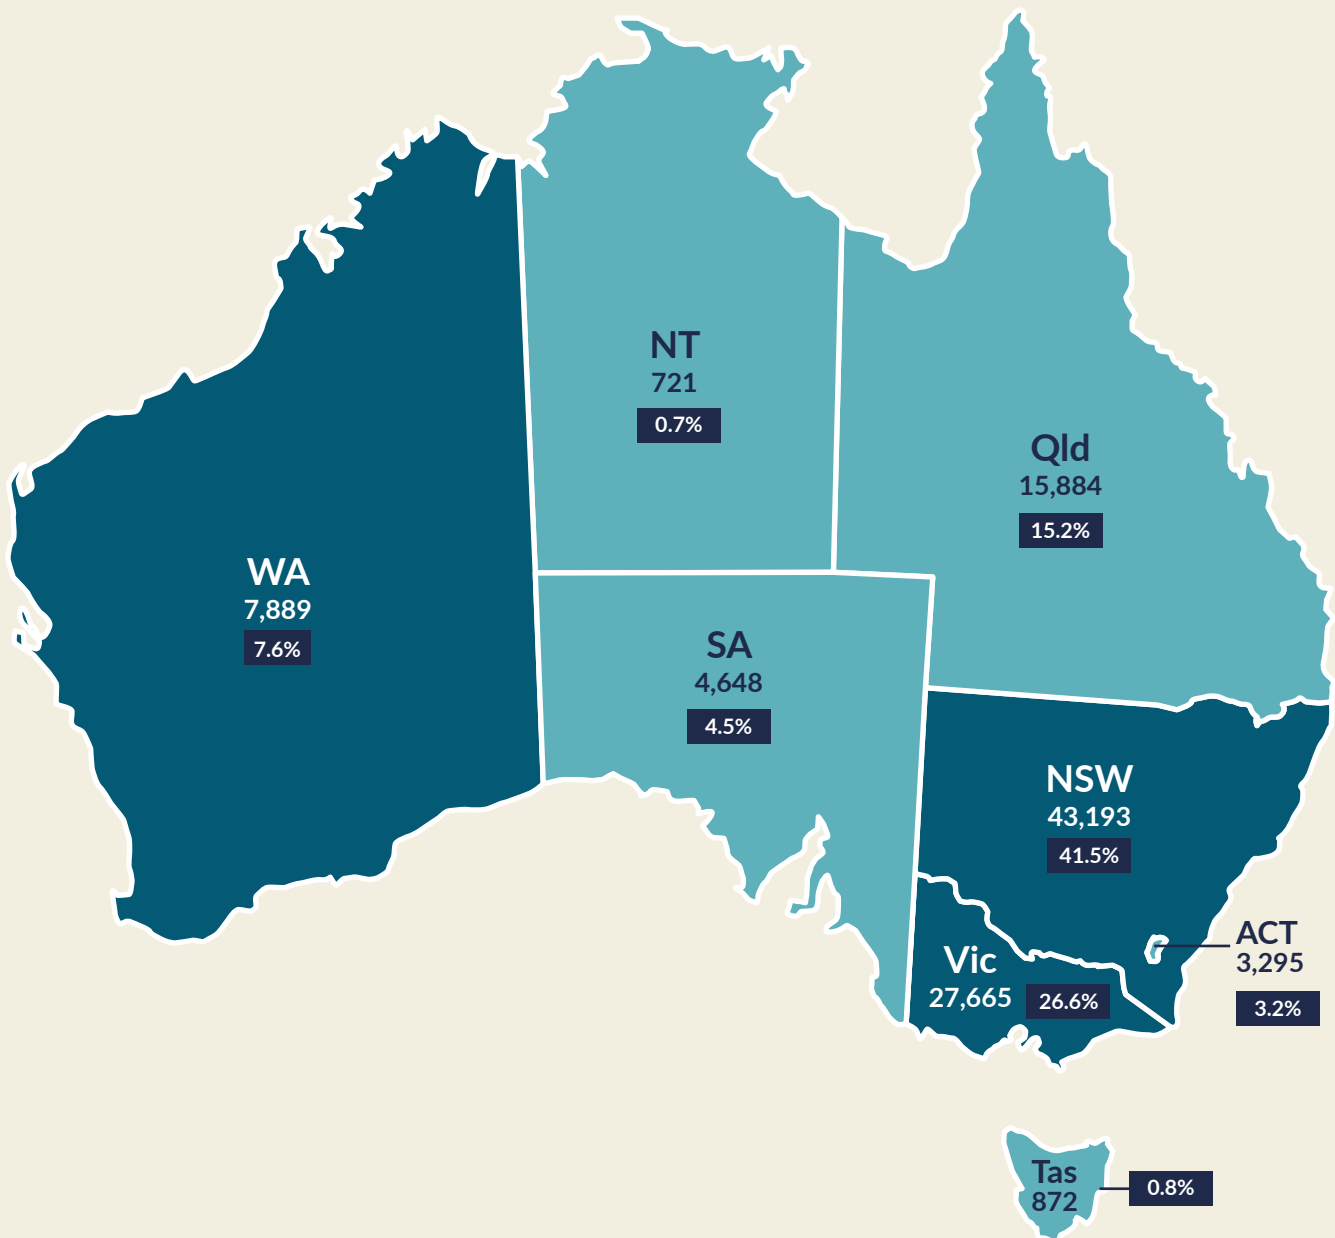 NT
721
0.7%
Qld
15,884
15.2%
WA
7,889
7.6%
SA
4,648
4.5%
NSW
43,193
41.5%
ACT
3,295
3.2%
Vic
27,665 26.6%
Tas
872
0.8%